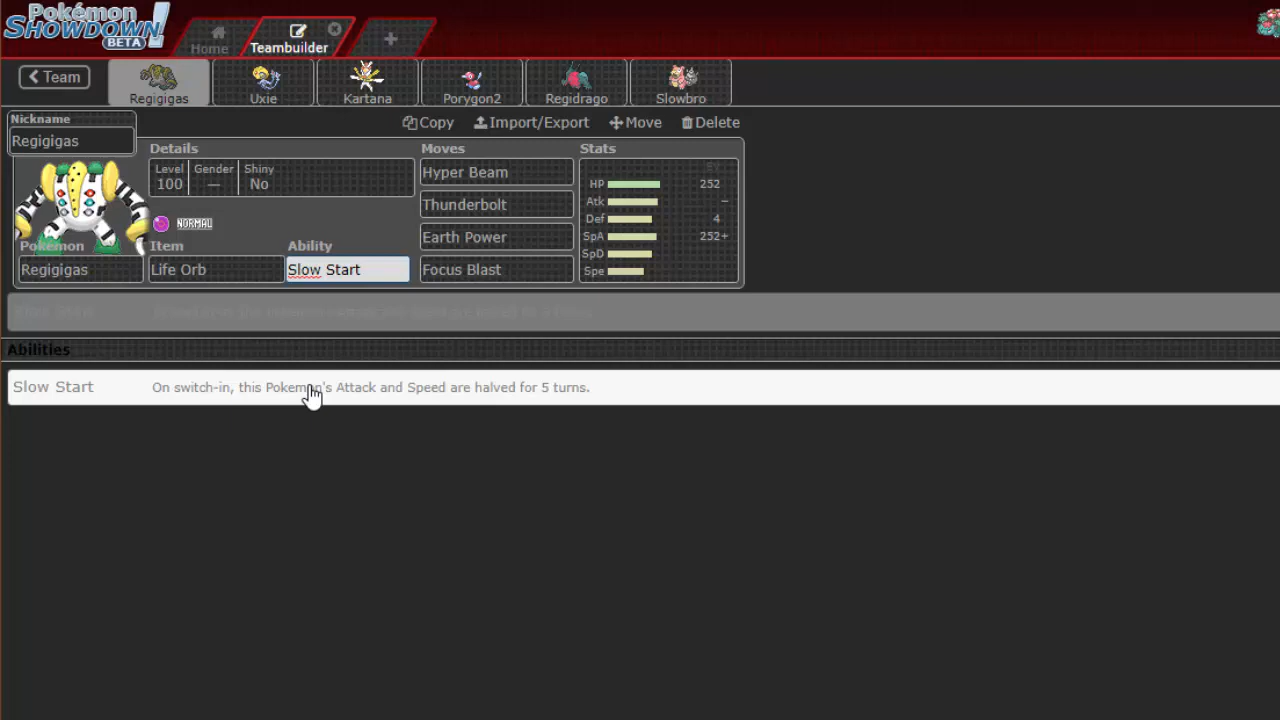 Pokémon
SHOWDOWN!
BETA
Home
Teambuilder
+
Team
Regigigas
Uxie
Kartana
Porygon2
Regidrago
Slowbro
Nickname
Regigigas
Copy
Import/Export
Move
Delete
Details
Level
Gender
Shiny
100
—
No
NORMAL
Pokémon
Item
Ability
Regigigas
Life Orb
Slow Start
Moves
Hyper Beam
Thunderbolt
Earth Power
Focus Blast
Stats
EV
HP 252
Atk –
Def 4
SpA 252+
SpD
Spe
Abilities
Slow Start On switch-in, this Pokemon's Attack and Speed are halved for 5 turns.